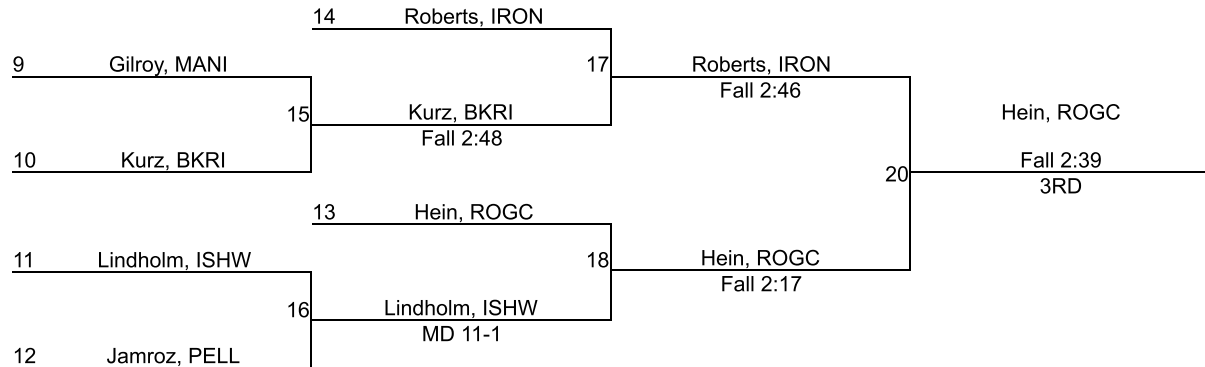 14 Roberts, IRON
9 Gilroy, MANI
17 Roberts, IRON
Fall 2:46
15 Kurz, BKRI
Fall 2:48
Hein, ROGC
10 Kurz, BKRI
Fall 2:39
20
3RD
13 Hein, ROGC
11 Lindholm, ISHW
18 Hein, ROGC
Fall 2:17
16 Lindholm, ISHW
MD 11-1
12 Jamroz, PELL